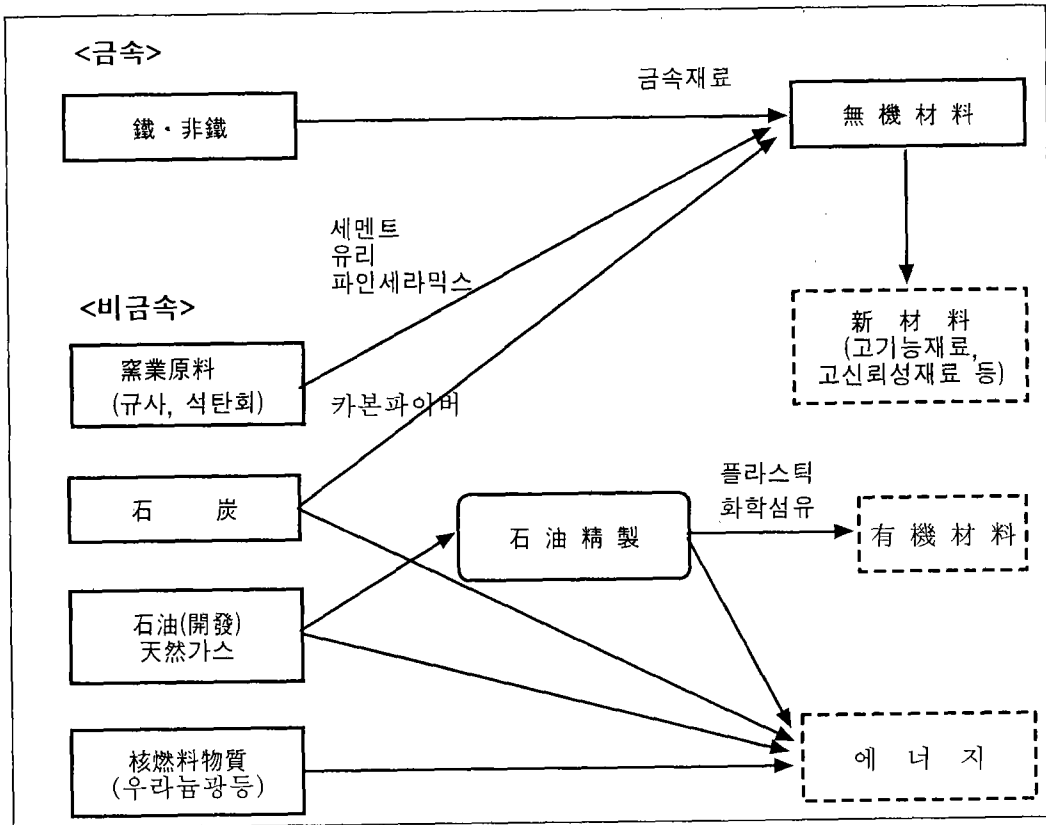 <금속>
금속재료
鐵·非鐵
無機材料
세멘트
유리
파인세라믹스
<비금속>
新材料
(고기능재료,
고신뢰성재료 등)
窯業原料
(규사, 석탄회)
카본파이버
石炭
플라스틱
화학섬유
石油精製
有機材料
石油(開發)
天然가스
核燃料物質
(우라늄광등)
에너지